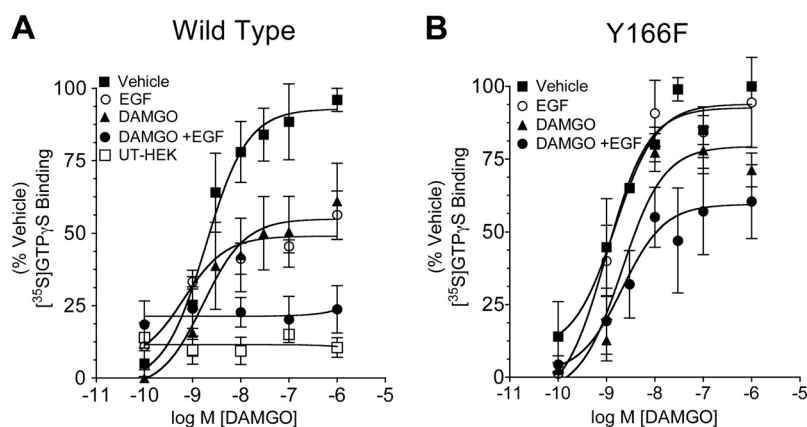 A
Wild Type
(% Vehicle)
[³⁵S]GTPγS Binding
100
75
50
25
0
Vehicle
EGF
DAMGO
DAMGO +EGF
UT-HEK
-11 -10 -9 -8 -7 -6 -5
log M [DAMGO]
B
Y166F
(% Vehicle)
[³⁵S]GTPγS Binding
100
75
50
25
0
Vehicle
EGF
DAMGO
DAMGO +EGF
-11 -10 -9 -8 -7 -6 -5
log M [DAMGO]